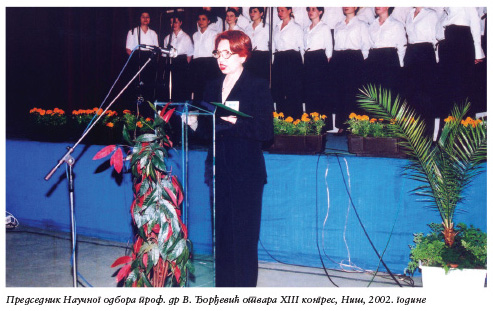 Председник Научног одбора проф. др В. Ђорђевић отвара XIII конгрес, Ниш, 2002. године